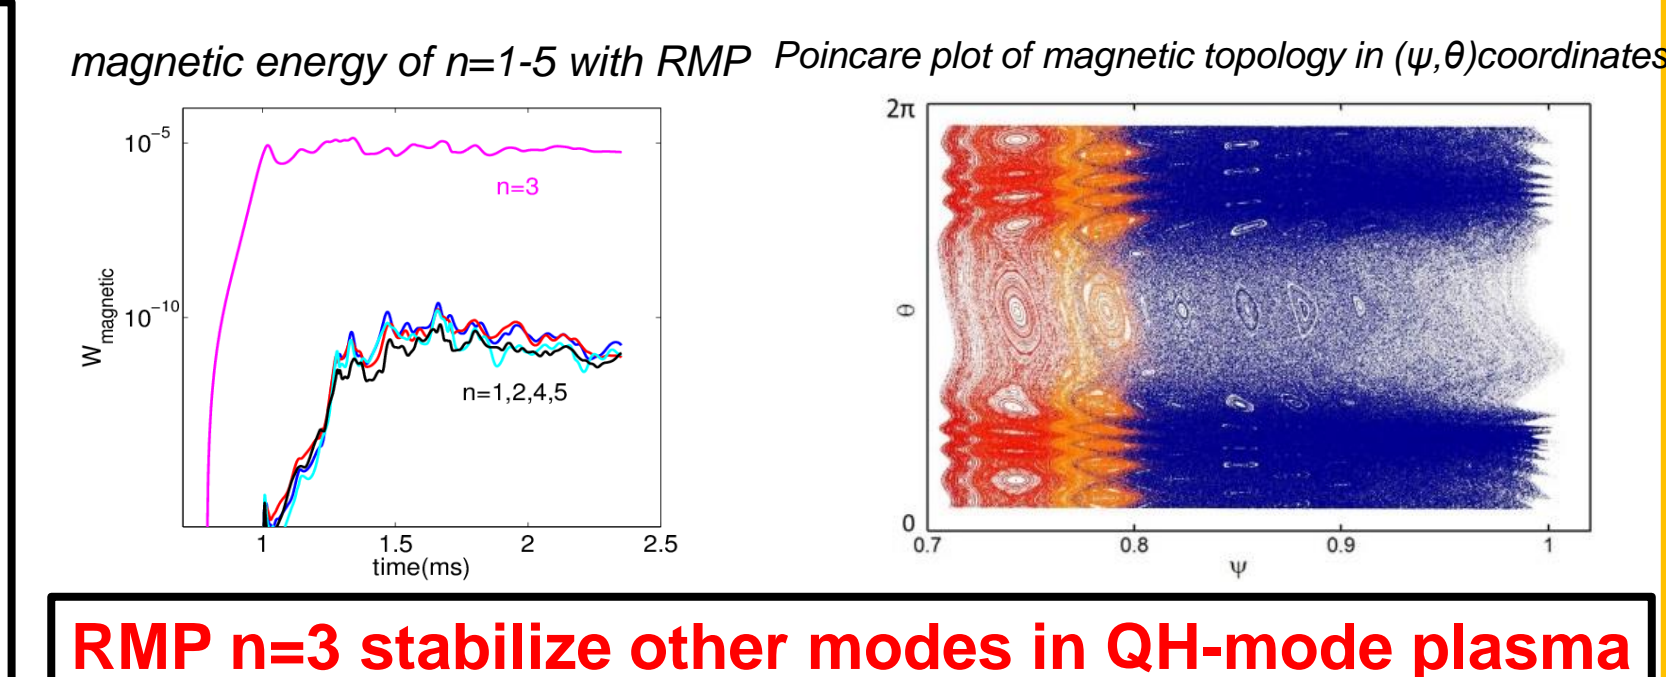 magnetic energy of n=1-5 with RMP
Poincare plot of magnetic topology in (ψ,θ)coordinates
10−5
10−10
Wmagnetic
n=3
n=1,2,4,5
1 1.5 2 2.5
time(ms)
2π
θ
0
0.7 0.8 0.9 1
ψ
RMP n=3 stabilize other modes in QH-mode plasma